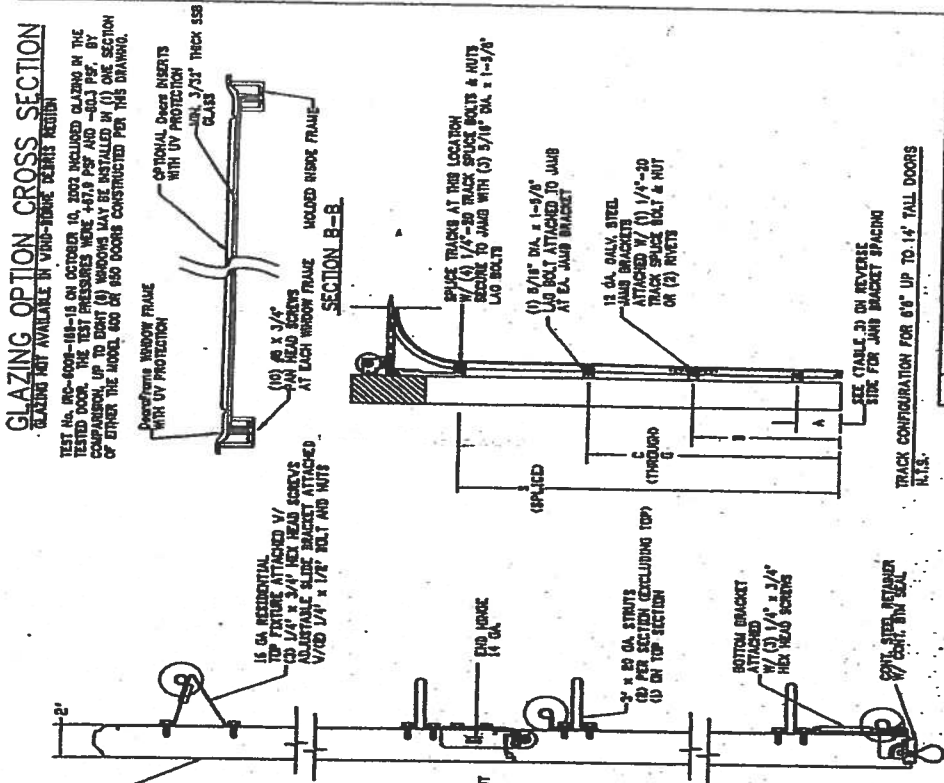 GLAZING OPTION CROSS SECTION
GLAZING NOT AVAILABLE IN WIND-BORNE DEBRIS REGION
TEST No. ON OCTOBER 10, 2002 INCLUDED GLAZING IN THE
TESTED DOOR. THE TEST PRESSURES WERE PSF AND PSF. BY
COMPARISON, UP TO EIGHT (8) WINDOWS MAY BE INSTALLED IN (1) ONE SECTION
OF EITHER THE MODEL 600 OR 950 DOORS CONSTRUCTED PER THIS DRAWING.
OPTIONAL Decra INSERTS
WITH UV PROTECTION
MIN. 3/32" THICK SSB
GLASS
DecraFrame WINDOW FRAME
WITH UV PROTECTION
(10) #8 X 3/4"
PAN HEAD SCREWS
AT EACH WINDOW FRAME
MOLDED INSIDE FRAME
SECTION B-B
SPLICE TRACKS AT THIS LOCATION
W/ (4) 1/4"-20 TRACK SPLICE BOLTS & NUTS
SECURE TO JAMB WITH (3) 5/16" DIA. x 1-5/8"
LAG BOLTS
(1) 5/16" DIA. x 1-5/8"
LAG BOLT ATTACHED TO JAMB
AT EA. JAMB BRACKET
12 GA. GALV. STEEL
JAMB BRACKETS
ATTACHED W/ (1) 1/4"-20
TRACK SPLICE BOLT & NUT
OR (2) RIVETS
S
(SPLICED)
C
(THROUGH)
G
B
A
SEE (TABLE 3) ON REVERSE
SIDE FOR JAMB BRACKET SPACING
TRACK CONFIGURATION FOR 6'6" UP TO 14' TALL DOORS
N.T.S.
2"
16 GA RESIDENTIAL
TOP FIXTURE ATTACHED W/
(3) 1/4" x 3/4" HEX HEAD SCREWS
ADJUSTABLE SLIDE BRACKET ATTACHED
W/(2) 1/4" x 1/2" BOLT AND NUTS
END HINGE
14 GA.
3" x 20 GA STRUTS
(2) PER SECTION (EXCLUDING TOP)
(1) ON TOP SECTION
BOTTOM BRACKET
ATTACHED
W/ (3) 1/4" x 3/4"
HEX HEAD SCREWS
CONT. STEEL RETAINER
W/ CONT. BTM SEAL